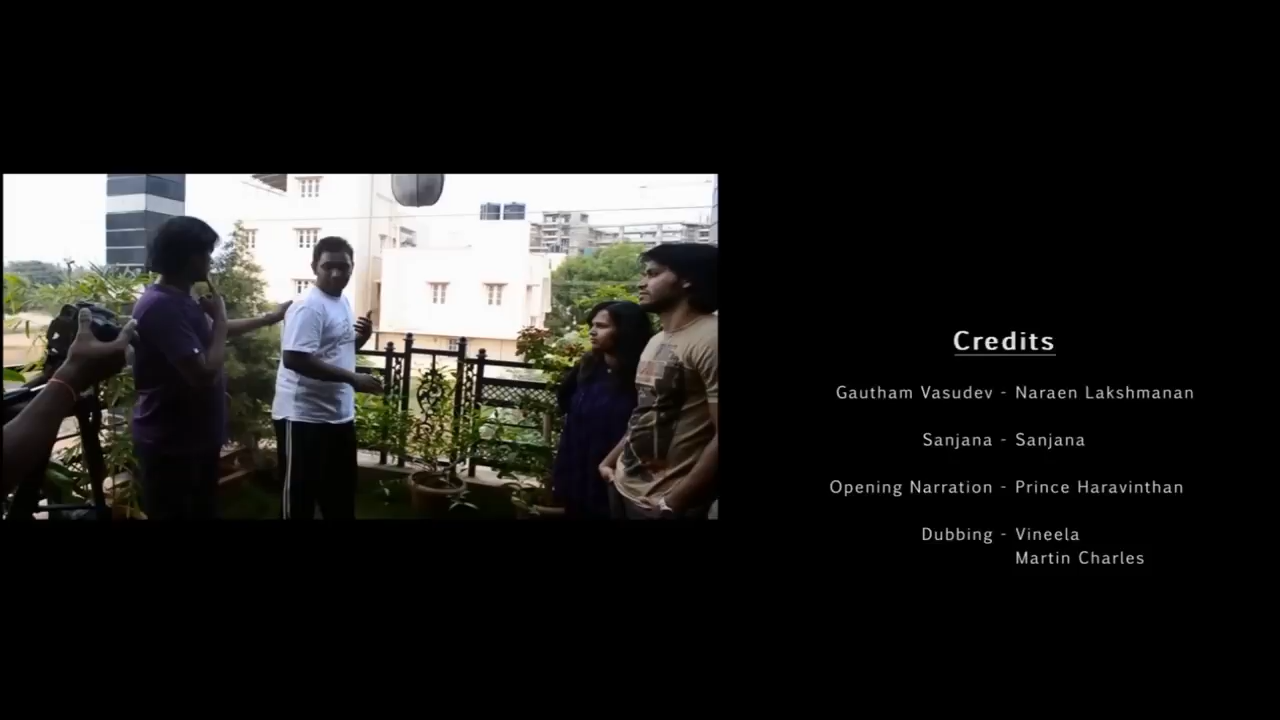 Credits
Gautham Vasudev - Naraen Lakshmanan
Sanjana - Sanjana
Opening Narration - Prince Haravinthan
Dubbing - Vineela
Martin Charles